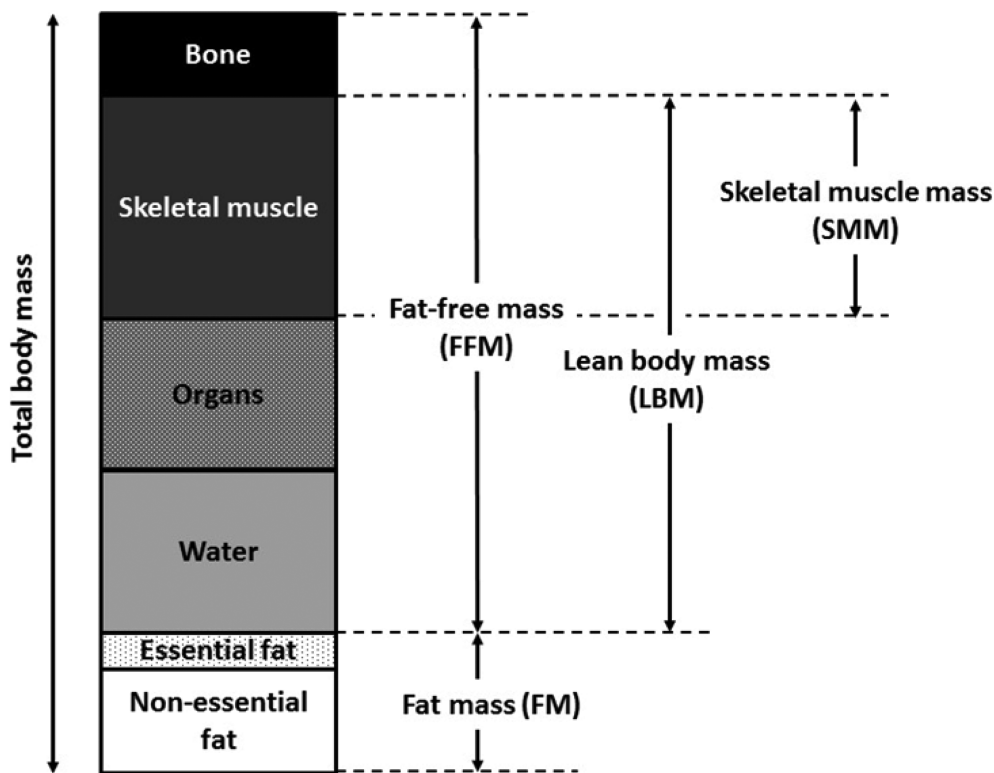 Total body mass
Bone
Skeletal muscle
Organs
Water
Essential fat
Non-essential
fat
Fat-free mass
(FFM)
Fat mass (FM)
Lean body mass
(LBM)
Skeletal muscle mass
(SMM)